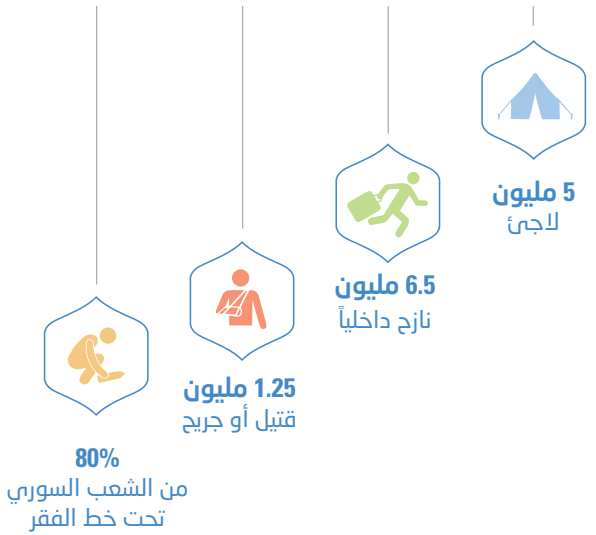 5 مليون
لاجئ
6.5 مليون
نازح داخلياً
1.25 مليون
قتيل أو جريح
80%
من الشعب السوري
تحت خط الفقر